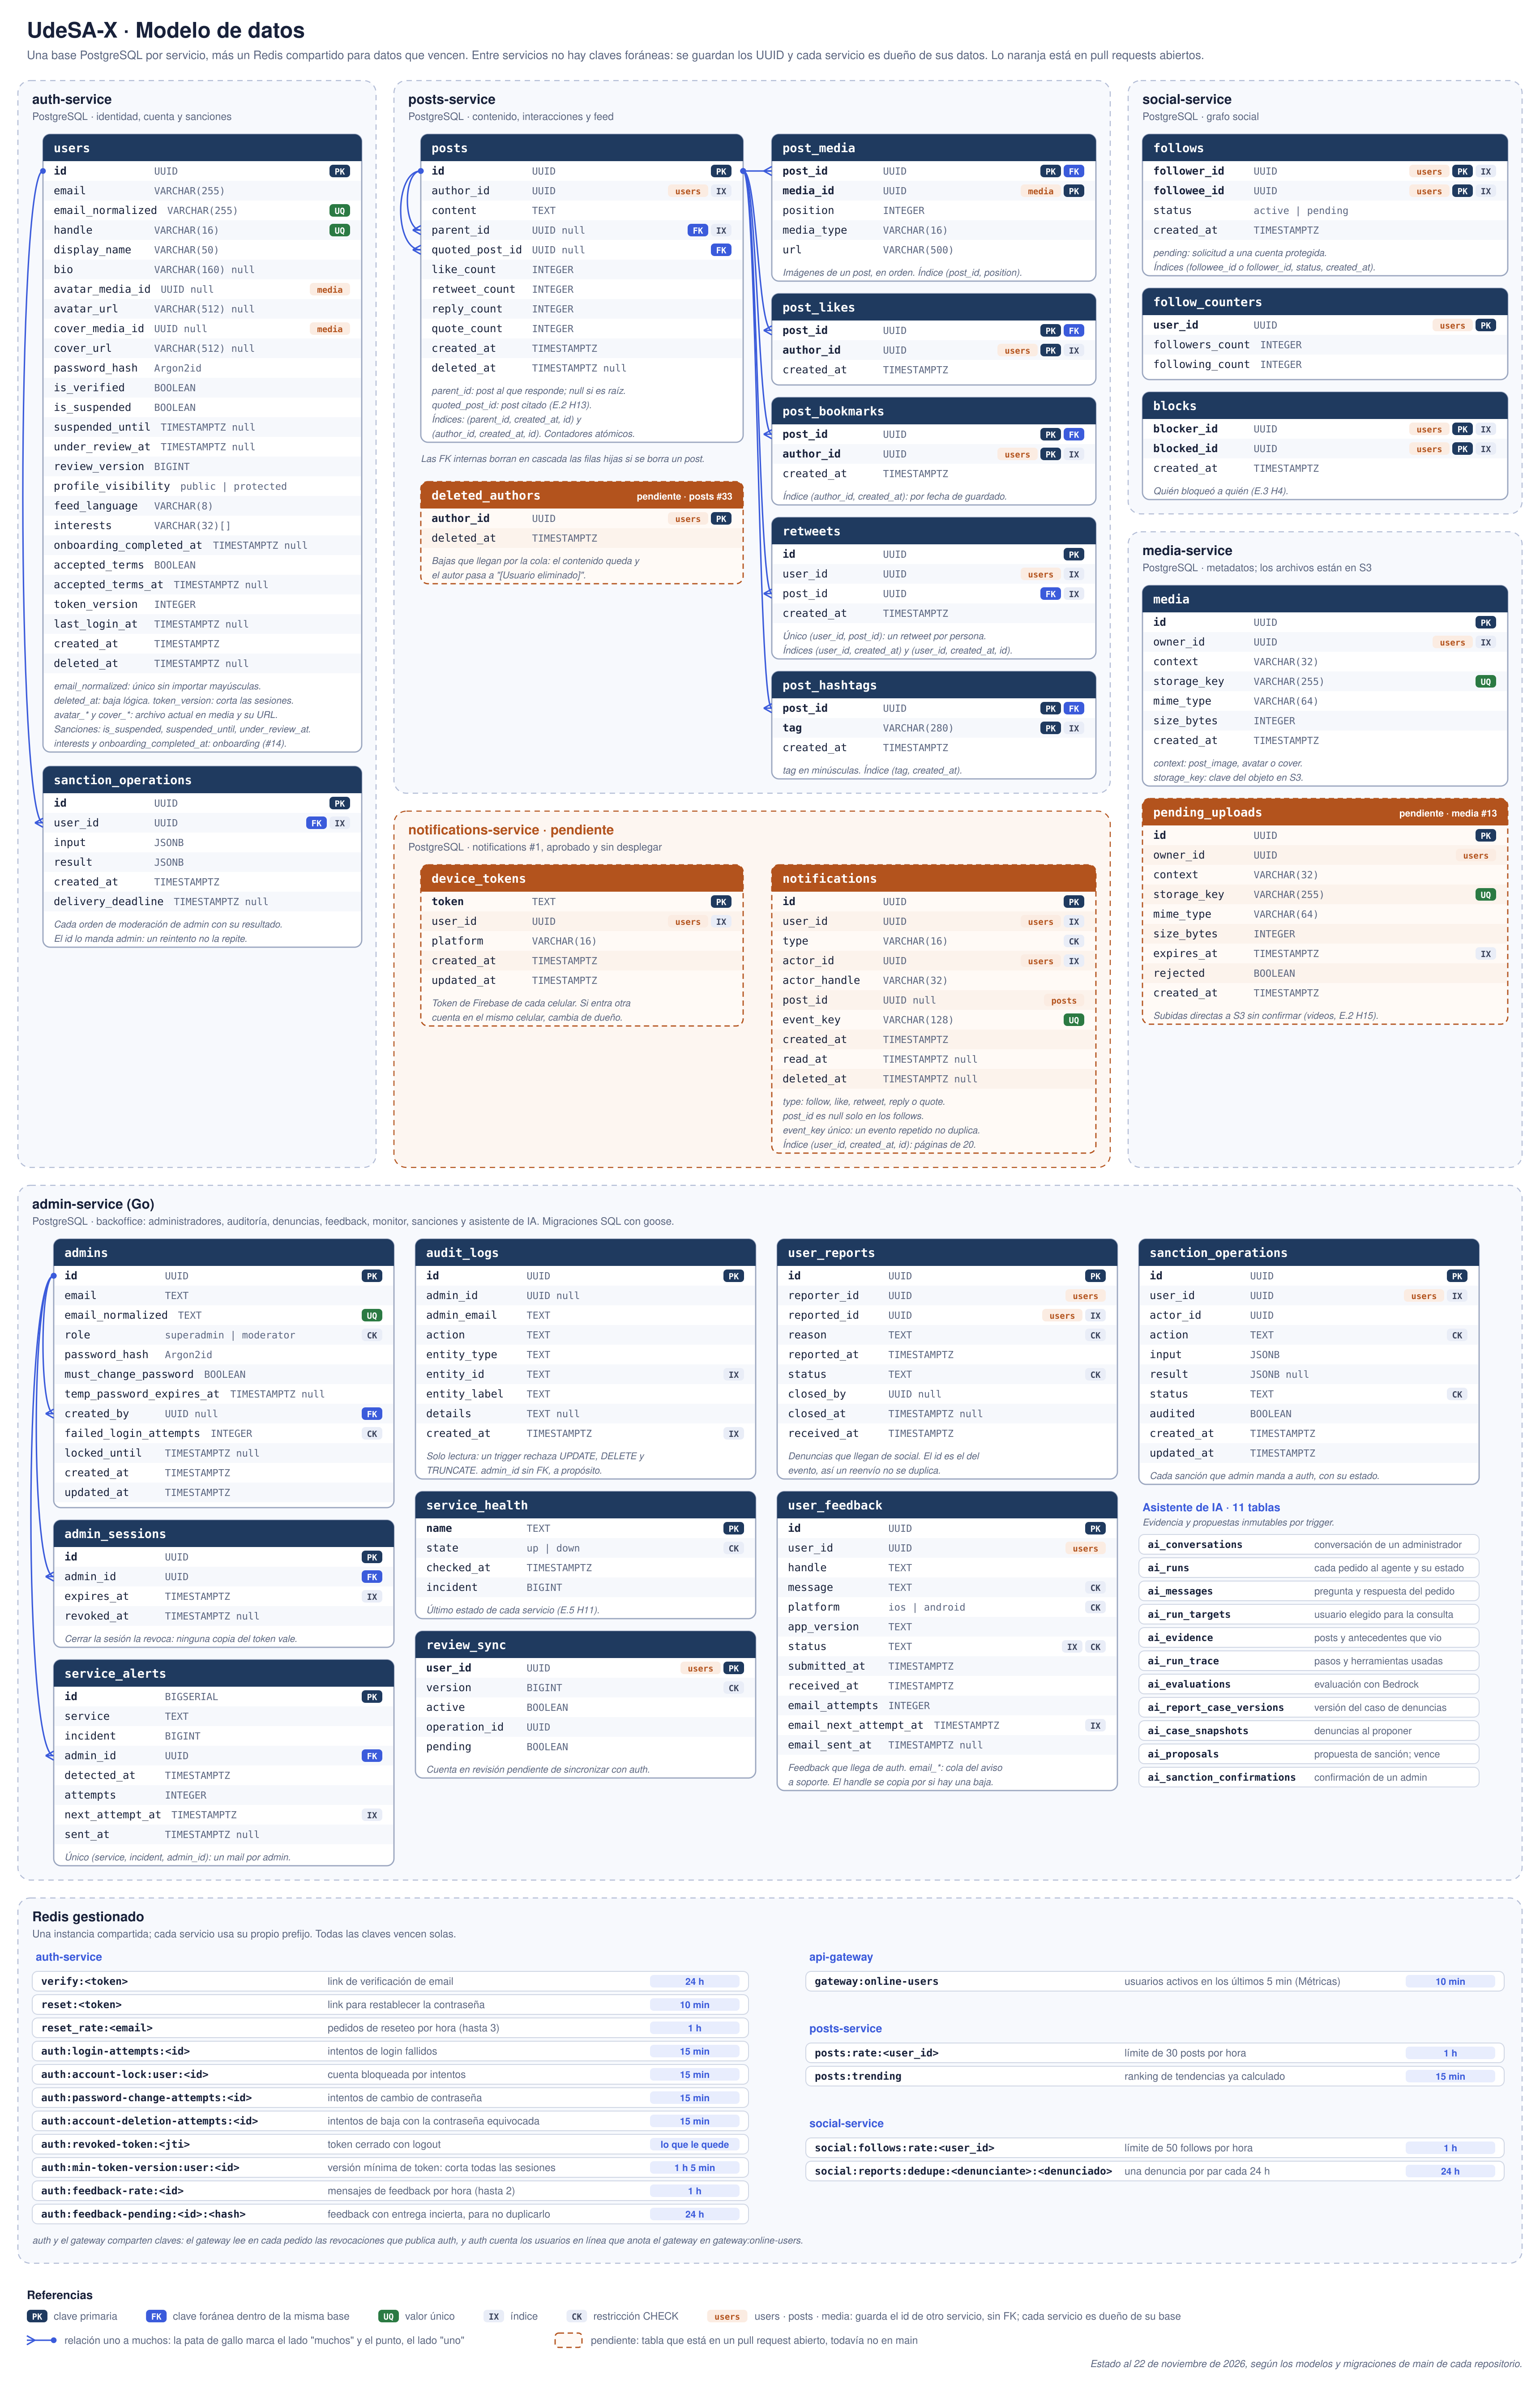 UdeSA-X · Modelo de datos
Una base PostgreSQL por servicio, más un Redis compartido para datos que vencen. Entre servicios no hay claves foráneas: se guardan los UUID y cada servicio es dueño de sus datos. Lo naranja está en pull requests abiertos.
auth-service
PostgreSQL · identidad, cuenta y sanciones
users
id UUID PK
email VARCHAR(255)
email_normalized VARCHAR(255) UQ
handle VARCHAR(16) UQ
display_name VARCHAR(50)
bio VARCHAR(160) null
avatar_media_id UUID null media
avatar_url VARCHAR(512) null
cover_media_id UUID null media
cover_url VARCHAR(512) null
password_hash Argon2id
is_verified BOOLEAN
is_suspended BOOLEAN
suspended_until TIMESTAMPTZ null
under_review_at TIMESTAMPTZ null
review_version BIGINT
profile_visibility public | protected
feed_language VARCHAR(8)
interests VARCHAR(32)[]
onboarding_completed_at TIMESTAMPTZ null
accepted_terms BOOLEAN
accepted_terms_at TIMESTAMPTZ null
token_version INTEGER
last_login_at TIMESTAMPTZ null
created_at TIMESTAMPTZ
deleted_at TIMESTAMPTZ null
email_normalized: único sin importar mayúsculas.
deleted_at: baja lógica. token_version: corta las sesiones.
avatar_* y cover_*: archivo actual en media y su URL.
Sanciones: is_suspended, suspended_until, under_review_at.
interests y onboarding_completed_at: onboarding (#14).
sanction_operations
id UUID PK
user_id UUID FK IX
input JSONB
result JSONB
created_at TIMESTAMPTZ
delivery_deadline TIMESTAMPTZ null
Cada orden de moderación de admin con su resultado.
El id lo manda admin: un reintento no la repite.
posts-service
PostgreSQL · contenido, interacciones y feed
posts
id UUID PK
author_id UUID users IX
content TEXT
parent_id UUID null FK IX
quoted_post_id UUID null FK
like_count INTEGER
retweet_count INTEGER
reply_count INTEGER
quote_count INTEGER
created_at TIMESTAMPTZ
deleted_at TIMESTAMPTZ null
parent_id: post al que responde; null si es raíz.
quoted_post_id: post citado (E.2 H13).
Índices: (parent_id, created_at, id) y
(author_id, created_at, id). Contadores atómicos.
Las FK internas borran en cascada las filas hijas si se borra un post.
deleted_authors pendiente · posts #33
author_id UUID users PK
deleted_at TIMESTAMPTZ
Bajas que llegan por la cola: el contenido queda y
el autor pasa a "[Usuario eliminado]".
post_media
post_id UUID PK FK
media_id UUID media PK
position INTEGER
media_type VARCHAR(16)
url VARCHAR(500)
Imágenes de un post, en orden. Índice (post_id, position).
post_likes
post_id UUID PK FK
author_id UUID users PK IX
created_at TIMESTAMPTZ
post_bookmarks
post_id UUID PK FK
author_id UUID users PK IX
created_at TIMESTAMPTZ
Índice (author_id, created_at): por fecha de guardado.
retweets
id UUID PK
user_id UUID users IX
post_id UUID FK IX
created_at TIMESTAMPTZ
Único (user_id, post_id): un retweet por persona.
Índices (user_id, created_at) y (user_id, created_at, id).
post_hashtags
post_id UUID PK FK
tag VARCHAR(280) PK IX
created_at TIMESTAMPTZ
tag en minúsculas. Índice (tag, created_at).
social-service
PostgreSQL · grafo social
follows
follower_id UUID users PK IX
followee_id UUID users PK IX
status active | pending
created_at TIMESTAMPTZ
pending: solicitud a una cuenta protegida.
Índices (followee_id o follower_id, status, created_at).
follow_counters
user_id UUID users PK
followers_count INTEGER
following_count INTEGER
blocks
blocker_id UUID users PK IX
blocked_id UUID users PK IX
created_at TIMESTAMPTZ
Quién bloqueó a quién (E.3 H4).
media-service
PostgreSQL · metadatos; los archivos están en S3
media
id UUID PK
owner_id UUID users IX
context VARCHAR(32)
storage_key VARCHAR(255) UQ
mime_type VARCHAR(64)
size_bytes INTEGER
created_at TIMESTAMPTZ
context: post_image, avatar o cover.
storage_key: clave del objeto en S3.
pending_uploads pendiente · media #13
id UUID PK
owner_id UUID users
context VARCHAR(32)
storage_key VARCHAR(255) UQ
mime_type VARCHAR(64)
size_bytes INTEGER
expires_at TIMESTAMPTZ IX
rejected BOOLEAN
created_at TIMESTAMPTZ
Subidas directas a S3 sin confirmar (videos, E.2 H15).
notifications-service · pendiente
PostgreSQL · notifications #1, aprobado y sin desplegar
device_tokens
token TEXT PK
user_id UUID users IX
platform VARCHAR(16)
created_at TIMESTAMPTZ
updated_at TIMESTAMPTZ
Token de Firebase de cada celular. Si entra otra
cuenta en el mismo celular, cambia de dueño.
notifications
id UUID PK
user_id UUID users IX
type VARCHAR(16) CK
actor_id UUID users IX
actor_handle VARCHAR(32)
post_id UUID null posts
event_key VARCHAR(128) UQ
created_at TIMESTAMPTZ
read_at TIMESTAMPTZ null
deleted_at TIMESTAMPTZ null
type: follow, like, retweet, reply o quote.
post_id es null solo en los follows.
event_key único: un evento repetido no duplica.
Índice (user_id, created_at, id): páginas de 20.
admin-service (Go)
PostgreSQL · backoffice: administradores, auditoría, denuncias, feedback, monitor, sanciones y asistente de IA. Migraciones SQL con goose.
admins
id UUID PK
email TEXT
email_normalized TEXT UQ
role superadmin | moderator CK
password_hash Argon2id
must_change_password BOOLEAN
temp_password_expires_at TIMESTAMPTZ null
created_by UUID null FK
failed_login_attempts INTEGER CK
locked_until TIMESTAMPTZ null
created_at TIMESTAMPTZ
updated_at TIMESTAMPTZ
admin_sessions
id UUID PK
admin_id UUID FK
expires_at TIMESTAMPTZ IX
revoked_at TIMESTAMPTZ null
Cerrar la sesión la revoca: ninguna copia del token vale.
service_alerts
id BIGSERIAL PK
service TEXT
incident BIGINT
admin_id UUID FK
detected_at TIMESTAMPTZ
attempts INTEGER
next_attempt_at TIMESTAMPTZ IX
sent_at TIMESTAMPTZ null
Único (service, incident, admin_id): un mail por admin.
audit_logs
id UUID PK
admin_id UUID null
admin_email TEXT
action TEXT
entity_type TEXT
entity_id TEXT IX
entity_label TEXT
details TEXT null
created_at TIMESTAMPTZ IX
Solo lectura: un trigger rechaza UPDATE, DELETE y
TRUNCATE. admin_id sin FK, a propósito.
service_health
name TEXT PK
state up | down CK
checked_at TIMESTAMPTZ
incident BIGINT
Último estado de cada servicio (E.5 H11).
review_sync
user_id UUID users PK
version BIGINT CK
active BOOLEAN
operation_id UUID
pending BOOLEAN
Cuenta en revisión pendiente de sincronizar con auth.
user_reports
id UUID PK
reporter_id UUID users
reported_id UUID users IX
reason TEXT CK
reported_at TIMESTAMPTZ
status TEXT CK
closed_by UUID null
closed_at TIMESTAMPTZ null
received_at TIMESTAMPTZ
Denuncias que llegan de social. El id es el del
evento, así un reenvío no se duplica.
user_feedback
id UUID PK
user_id UUID users
handle TEXT
message TEXT CK
platform ios | android CK
app_version TEXT
status TEXT IX CK
submitted_at TIMESTAMPTZ
received_at TIMESTAMPTZ
email_attempts INTEGER
email_next_attempt_at TIMESTAMPTZ IX
email_sent_at TIMESTAMPTZ null
Feedback que llega de auth. email_*: cola del aviso
a soporte. El handle se copia por si hay una baja.
sanction_operations
id UUID PK
user_id UUID users IX
actor_id UUID
action TEXT CK
input JSONB
result JSONB null
status TEXT CK
audited BOOLEAN
created_at TIMESTAMPTZ
updated_at TIMESTAMPTZ
Cada sanción que admin manda a auth, con su estado.
Asistente de IA · 11 tablas
Evidencia y propuestas inmutables por trigger.
ai_conversations conversación de un administrador
ai_runs cada pedido al agente y su estado
ai_messages pregunta y respuesta del pedido
ai_run_targets usuario elegido para la consulta
ai_evidence posts y antecedentes que vio
ai_run_trace pasos y herramientas usadas
ai_evaluations evaluación con Bedrock
ai_report_case_versions versión del caso de denuncias
ai_case_snapshots denuncias al proponer
ai_proposals propuesta de sanción; vence
ai_sanction_confirmations confirmación de un admin
Redis gestionado
Una instancia compartida; cada servicio usa su propio prefijo. Todas las claves vencen solas.
auth-service
verify:<token> link de verificación de email 24 h
reset:<token> link para restablecer la contraseña 10 min
reset_rate:<email> pedidos de reseteo por hora (hasta 3) 1 h
auth:login-attempts:<id> intentos de login fallidos 15 min
auth:account-lock:user:<id> cuenta bloqueada por intentos 15 min
auth:password-change-attempts:<id> intentos de cambio de contraseña 15 min
auth:account-deletion-attempts:<id> intentos de baja con la contraseña equivocada 15 min
auth:revoked-token:<jti> token cerrado con logout lo que le quede
auth:min-token-version:user:<id> versión mínima de token: corta todas las sesiones 1 h 5 min
auth:feedback-rate:<id> mensajes de feedback por hora (hasta 2) 1 h
auth:feedback-pending:<id>:<hash> feedback con entrega incierta, para no duplicarlo 24 h
api-gateway
gateway:online-users usuarios activos en los últimos 5 min (Métricas) 10 min
posts-service
posts:rate:<user_id> límite de 30 posts por hora 1 h
posts:trending ranking de tendencias ya calculado 15 min
social-service
social:follows:rate:<user_id> límite de 50 follows por hora 1 h
social:reports:dedupe:<denunciante>:<denunciado> una denuncia por par cada 24 h 24 h
auth y el gateway comparten claves: el gateway lee en cada pedido las revocaciones que publica auth, y auth cuenta los usuarios en línea que anota el gateway en gateway:online-users.
Referencias
PK clave primaria FK clave foránea dentro de la misma base UQ valor único IX índice CK restricción CHECK users users · posts · media: guarda el id de otro servicio, sin FK; cada servicio es dueño de su base
relación uno a muchos: la pata de gallo marca el lado "muchos" y el punto, el lado "uno" pendiente: tabla que está en un pull request abierto, todavía no en main
Estado al 22 de noviembre de 2026, según los modelos y migraciones de main de cada repositorio.